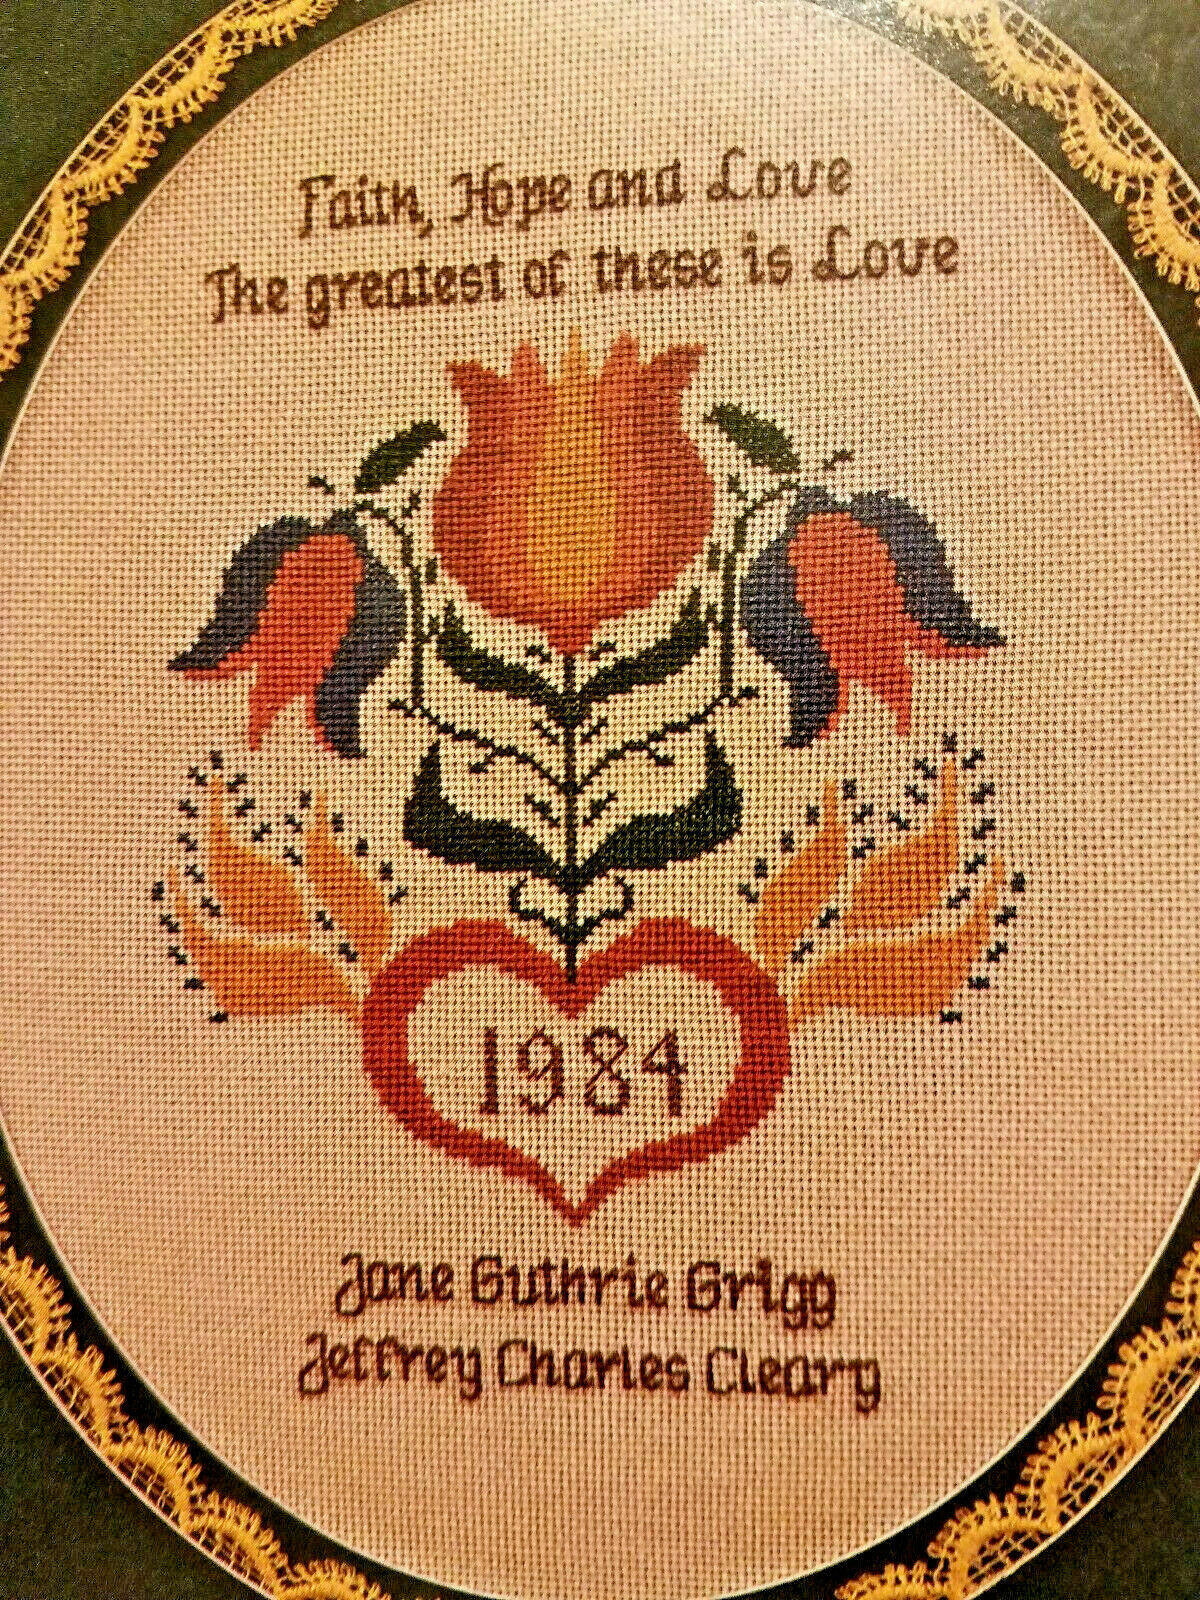 Faith, Hope and Love
The greatest of these is Love
1984
Jane Guthrie Grigg
Jeffrey Charles Cleary